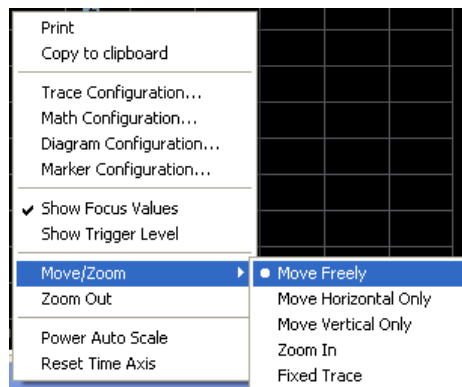 Print
Copy to clipboard
Trace Configuration...
Math Configuration...
Diagram Configuration...
Marker Configuration...
Show Focus Values
Show Trigger Level
Move/Zoom
Zoom Out
Power Auto Scale
Reset Time Axis
Move Freely
Move Horizontal Only
Move Vertical Only
Zoom In
Fixed Trace